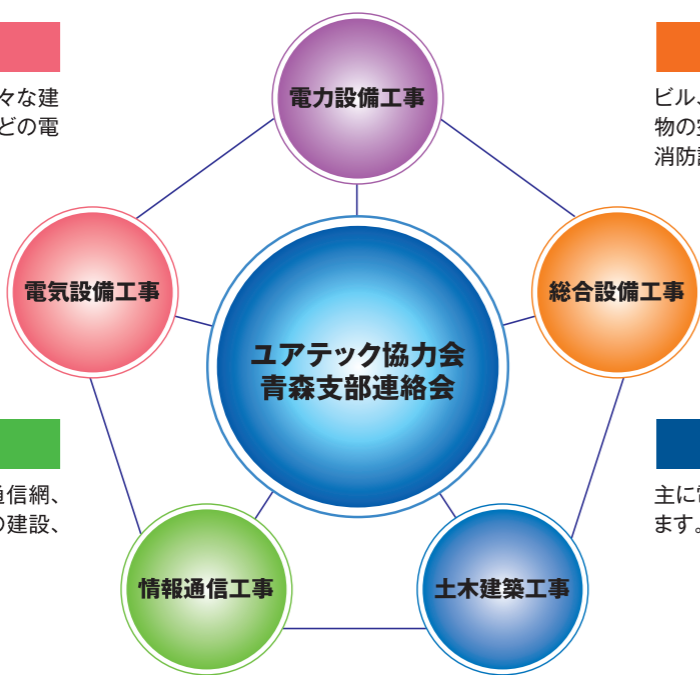 電力設備工事
々な建
どの電
ビル、
物の
消防
電気設備工事
総合設備工事
ユアテック協力会
青森支部連絡会
通信網、
の建設、
主に
ます。
情報通信工事
土木建築工事